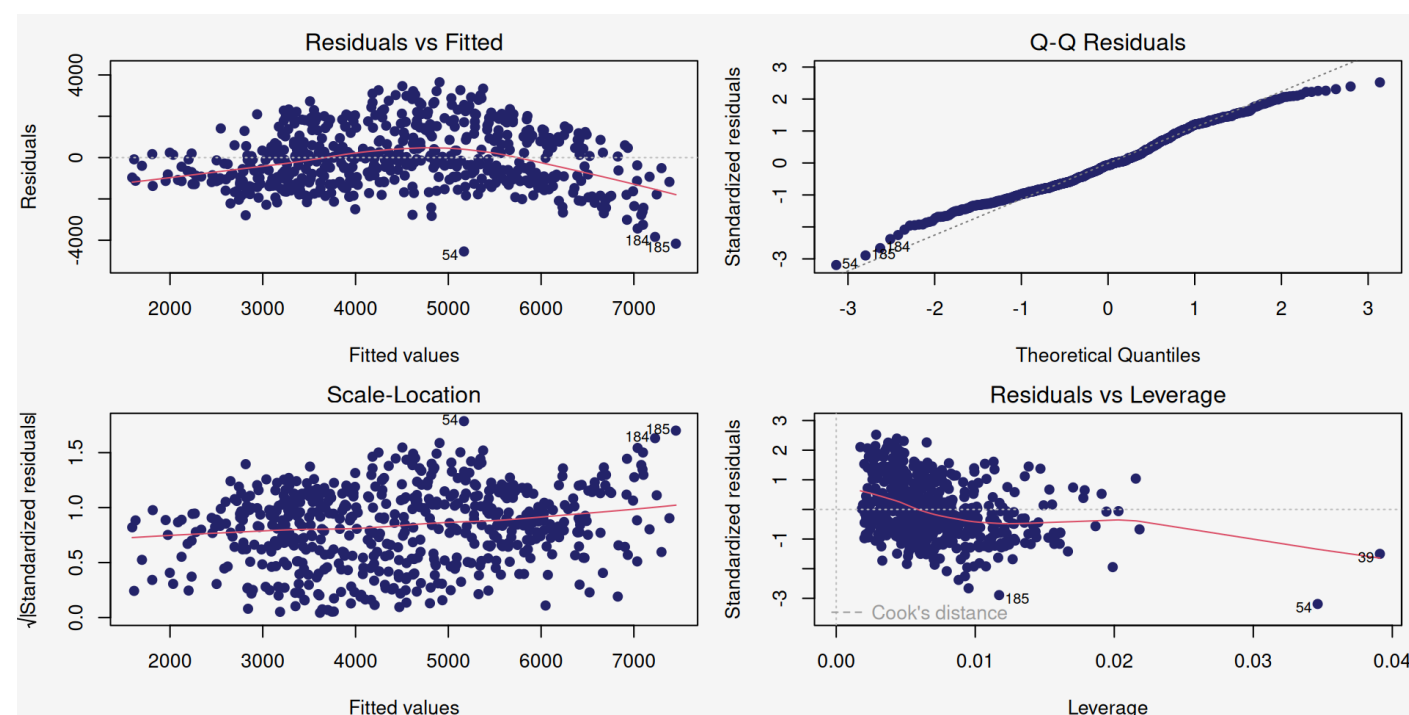 Residuals vs Fitted
Residuals
-4000 0 4000
54
184
185
2000 3000 4000 5000 6000 7000
Fitted values
Q-Q Residuals
Standardized residuals
-3 -1 0 1 2 3
54
185
184
-3 -2 -1 0 1 2 3
Theoretical Quantiles
Scale-Location
√|Standardized residuals|
0.0 0.5 1.0 1.5
54
184
185
2000 3000 4000 5000 6000 7000
Fitted values
Residuals vs Leverage
Standardized residuals
-3 -1 1 3
39
185
54
Cook's distance
0.00 0.01 0.02 0.03 0.04
Leverage